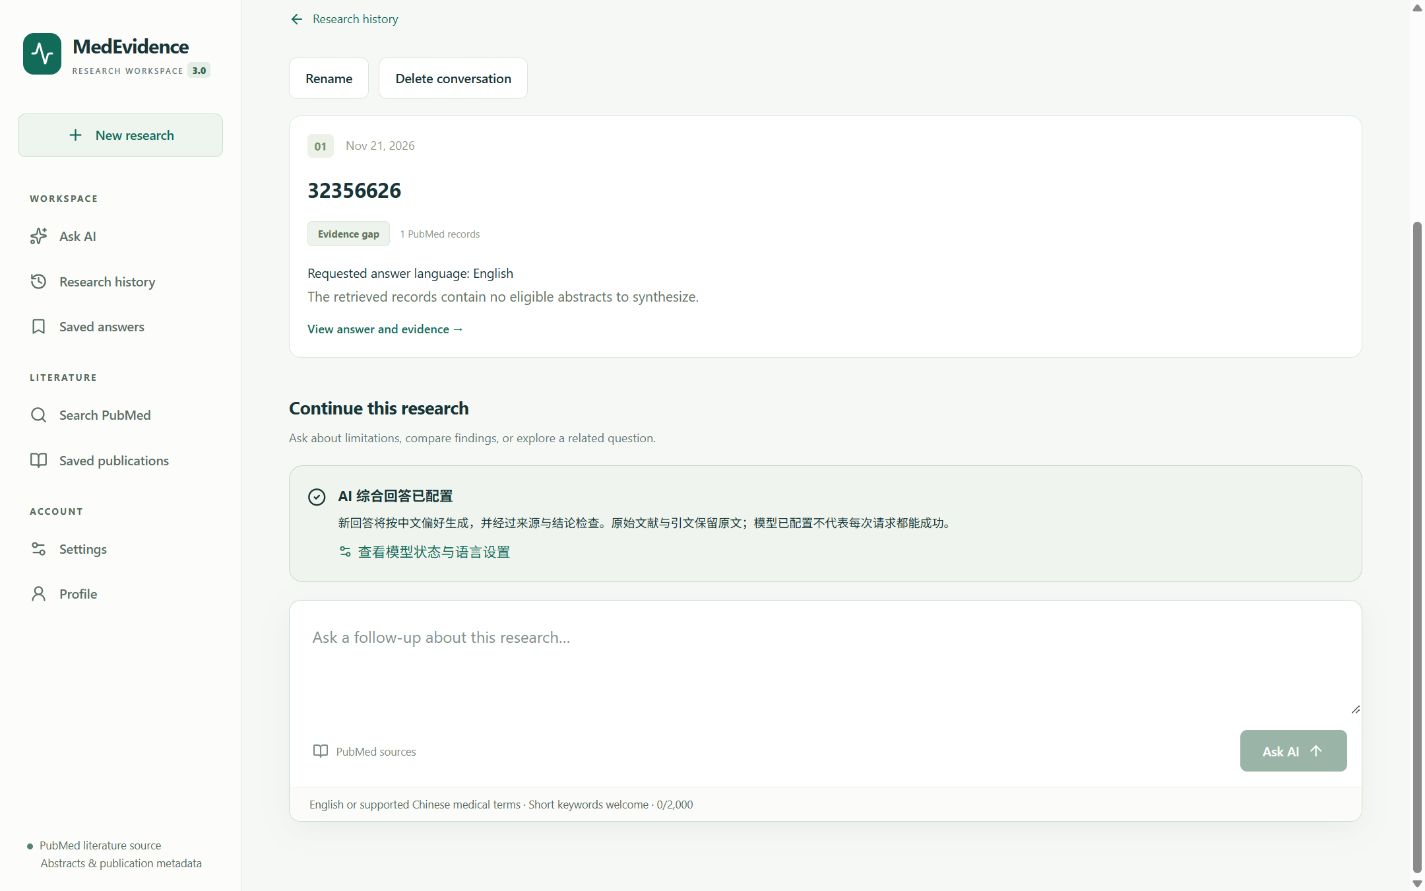 MedEvidence
RESEARCH WORKSPACE 3.0
New research
WORKSPACE
Ask AI
Research history
Saved answers
LITERATURE
Search PubMed
Saved publications
ACCOUNT
Settings
Profile
PubMed literature source
Abstracts & publication metadata
← Research history
Rename
Delete conversation
01 Nov 21, 2026
32356626
Evidence gap 1 PubMed records
Requested answer language: English
The retrieved records contain no eligible abstracts to synthesize.
View answer and evidence →
Continue this research
Ask about limitations, compare findings, or explore a related question.
AI 综合回答已配置
新回答将按中文偏好生成，并经过来源与结论检查。原始文献与引文保留原文；模型已配置不代表每次请求都能成功。
查看模型状态与语言设置
Ask a follow-up about this research...
PubMed sources
Ask AI ↑
English or supported Chinese medical terms · Short keywords welcome · 0/2,000